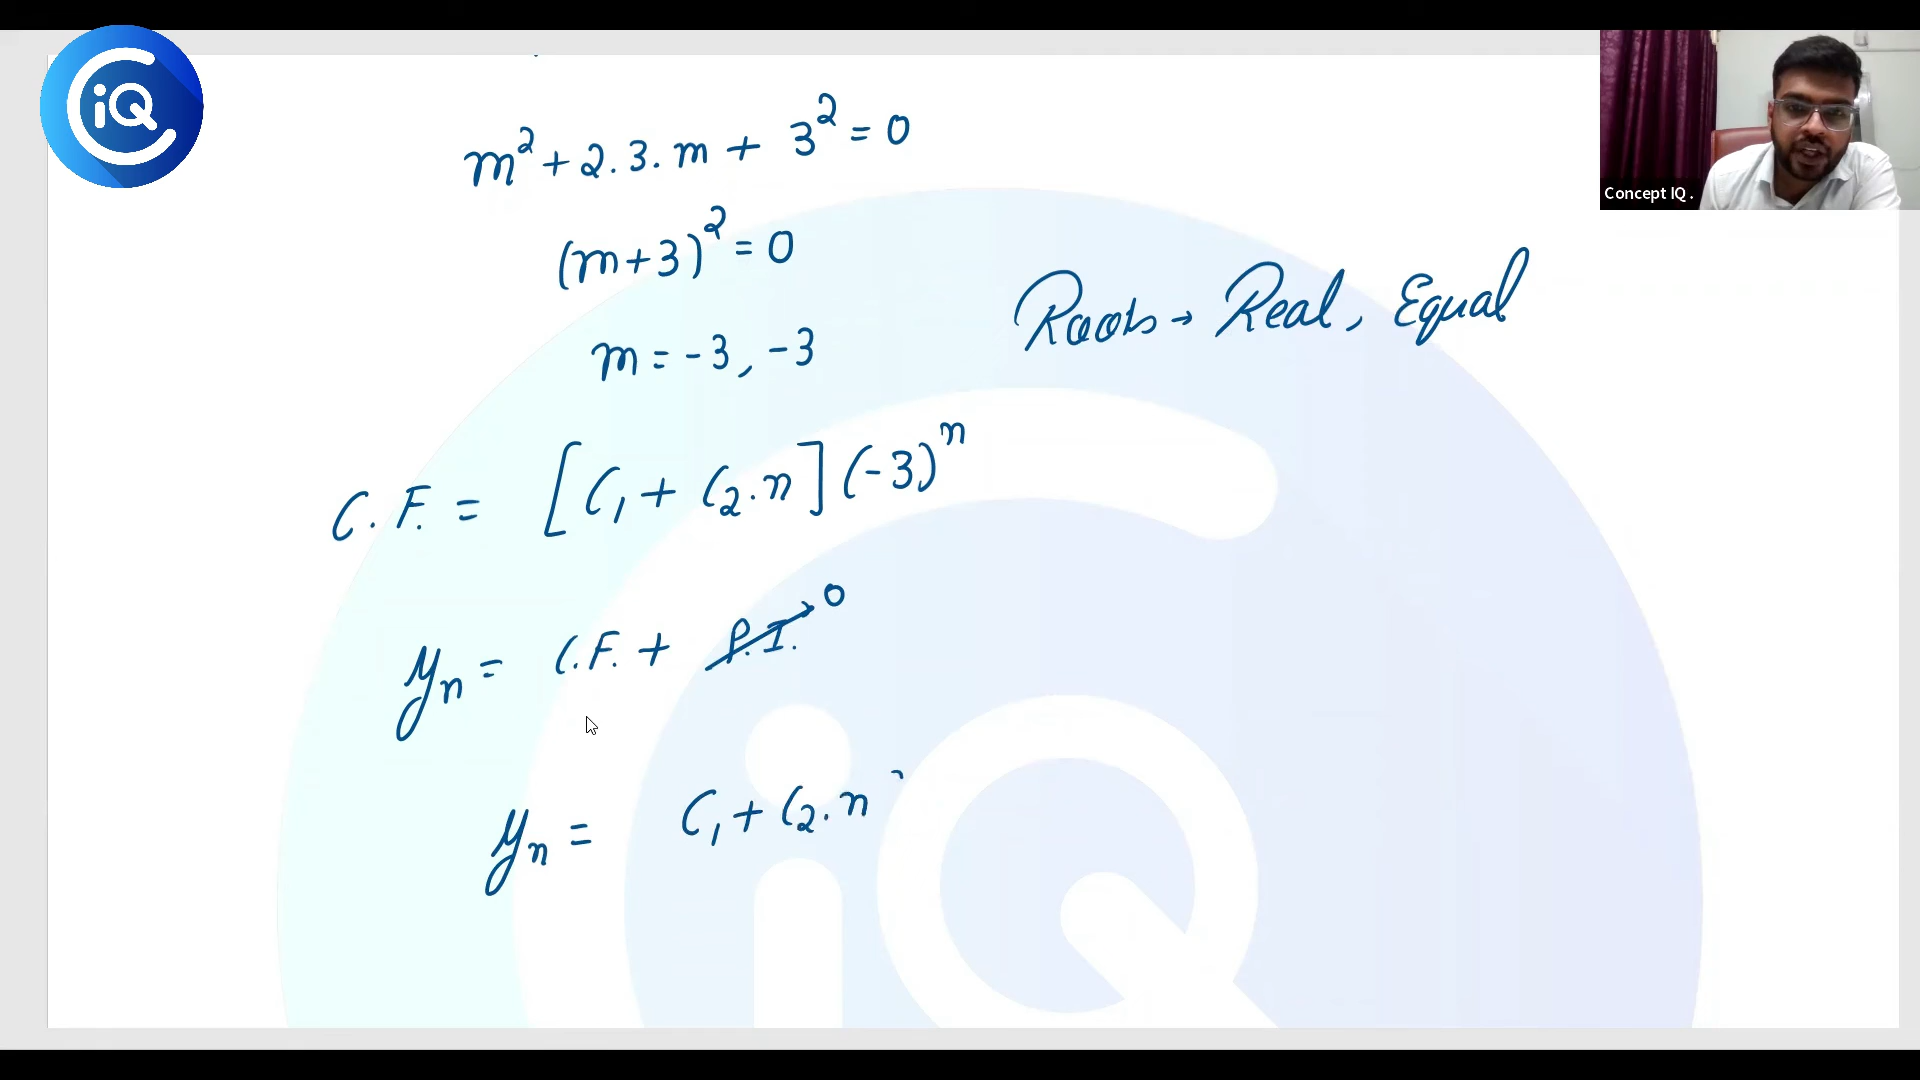 iQ
Concept IQ .
m² + 2.3.m + 3² = 0
(m+3)² = 0
Roots → Real, Equal
m = -3, -3
C.F. = [C₁ + C₂.n](-3)ⁿ
yₙ = C.F. + P.I. → 0
yₙ = C₁ + C₂.n